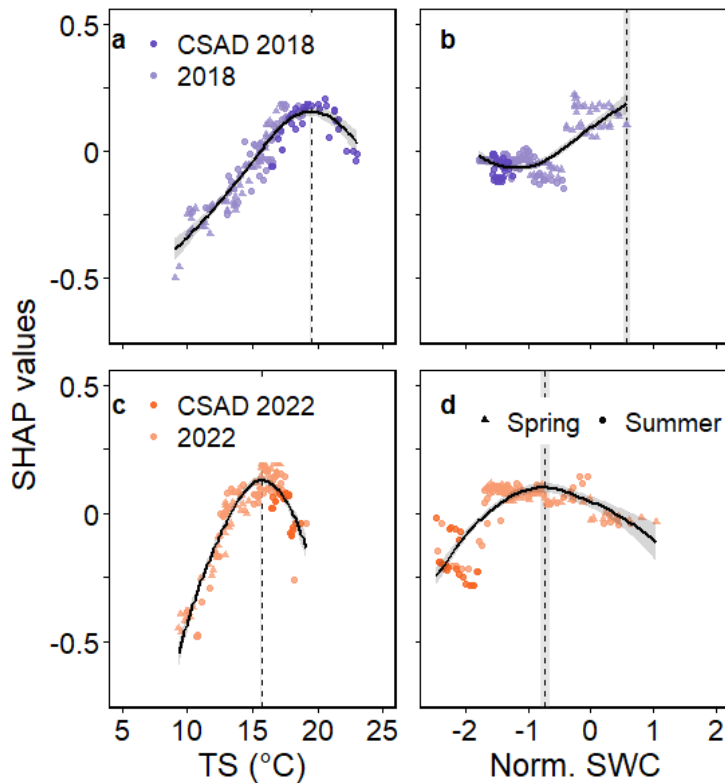 0.5
a
CSAD 2018
2018
b
0
-0.5
SHAP values
0.5
c
CSAD 2022
2022
d
Spring
Summer
0
-0.5
5 10 15 20 25
-2 -1 0 1 2
TS (°C)
Norm. SWC